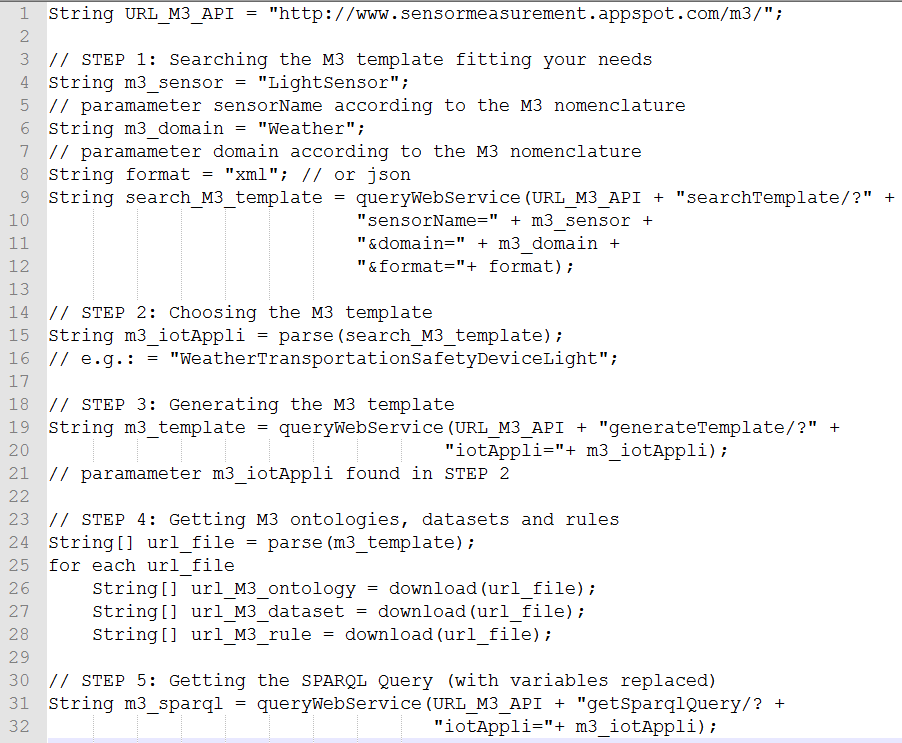 1 String URL_M3_API = "http://www.sensormeasurement.appspot.com/m3/";
2
3 // STEP 1: Searching the M3 template fitting your needs
4 String m3_sensor = "LightSensor";
5 // paramameter sensorName according to the M3 nomenclature
6 String m3_domain = "Weather";
7 // paramameter domain according to the M3 nomenclature
8 String format = "xml"; // or json
9 String search_M3_template = queryWebService(URL_M3_API + "searchTemplate/?" +
10 "sensorName=" + m3_sensor +
11 "&domain=" + m3_domain +
12 "&format="+ format);
13
14 // STEP 2: Choosing the M3 template
15 String m3_iotAppli = parse(search_M3_template);
16 // e.g.: = "WeatherTransportationSafetyDeviceLight";
17
18 // STEP 3: Generating the M3 template
19 String m3_template = queryWebService(URL_M3_API + "generateTemplate/?" +
20 "iotAppli="+ m3_iotAppli);
21 // paramameter m3_iotAppli found in STEP 2
22
23 // STEP 4: Getting M3 ontologies, datasets and rules
24 String[] url_file = parse(m3_template);
25 for each url_file
26 String[] url_M3_ontology = download(url_file);
27 String[] url_M3_dataset = download(url_file);
28 String[] url_M3_rule = download(url_file);
29
30 // STEP 5: Getting the SPARQL Query (with variables replaced)
31 String m3_sparql = queryWebService(URL_M3_API + "getSparqlQuery/? +
32 "iotAppli="+ m3_iotAppli);